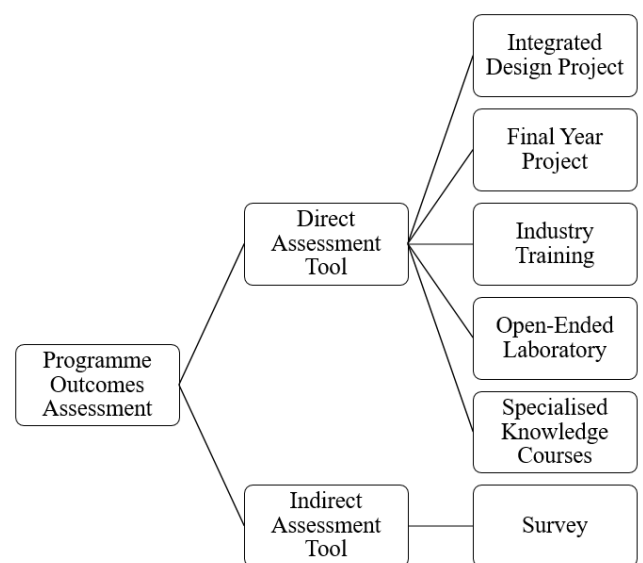 Programme
Outcomes
Assessment
Direct
Assessment
Tool
Integrated
Design Project
Final Year
Project
Industry
Training
Open-Ended
Laboratory
Specialised
Knowledge
Courses
Indirect
Assessment
Tool
Survey